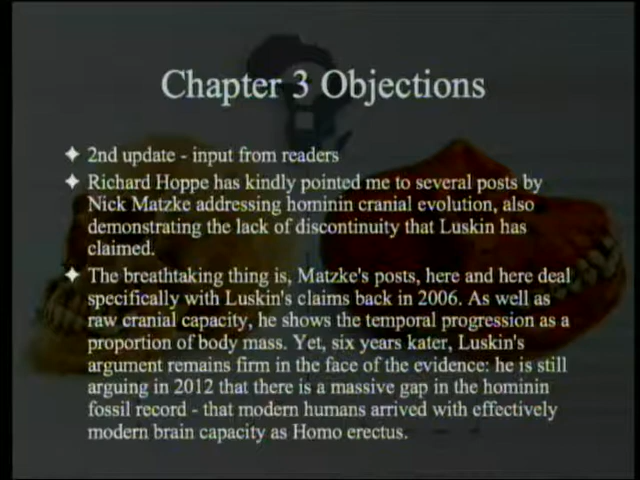 Chapter 3 Objections
2nd update - input from readers
Richard Hoppe has kindly pointed me to several posts by
Nick Matzke addressing hominin cranial evolution, also
demonstrating the lack of discontinuity that Luskin has
claimed.
The breathtaking thing is, Matzke's posts, here and here deal
specifically with Luskin's claims back in 2006. As well as
raw cranial capacity, he shows the temporal progression as a
proportion of body mass. Yet, six years kater, Luskin's
argument remains firm in the face of the evidence: he is still
arguing in 2012 that there is a massive gap in the hominin
fossil record - that modern humans arrived with effectively
modern brain capacity as Homo erectus.